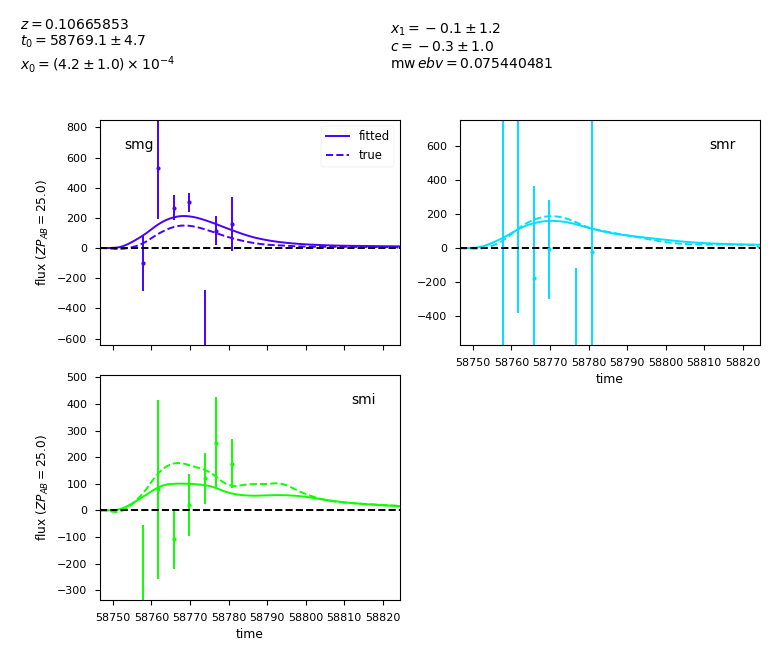 z = 0.10665853
t₀ = 58769.1 ± 4.7
x₀ = (4.2 ± 1.0) × 10⁻⁴
x₁ = −0.1 ± 1.2
c = −0.3 ± 1.0
mw ebv = 0.075440481
smg
fitted
true
800
600
400
200
0
−200
−400
−600
flux (ZP_AB = 25.0)
smr
600
400
200
0
−200
−400
58750 58760 58770 58780 58790 58800 58810 58820
time
smi
500
400
300
200
100
0
−100
−200
−300
flux (ZP_AB = 25.0)
58750 58760 58770 58780 58790 58800 58810 58820
time